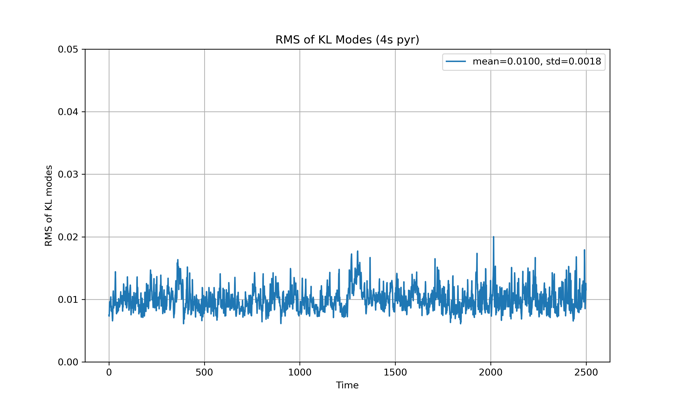 RMS of KL Modes (4s pyr)
mean=0.0100, std=0.0018
RMS of KL modes
0.05
0.04
0.03
0.02
0.01
0.00
0 500 1000 1500 2000 2500
Time